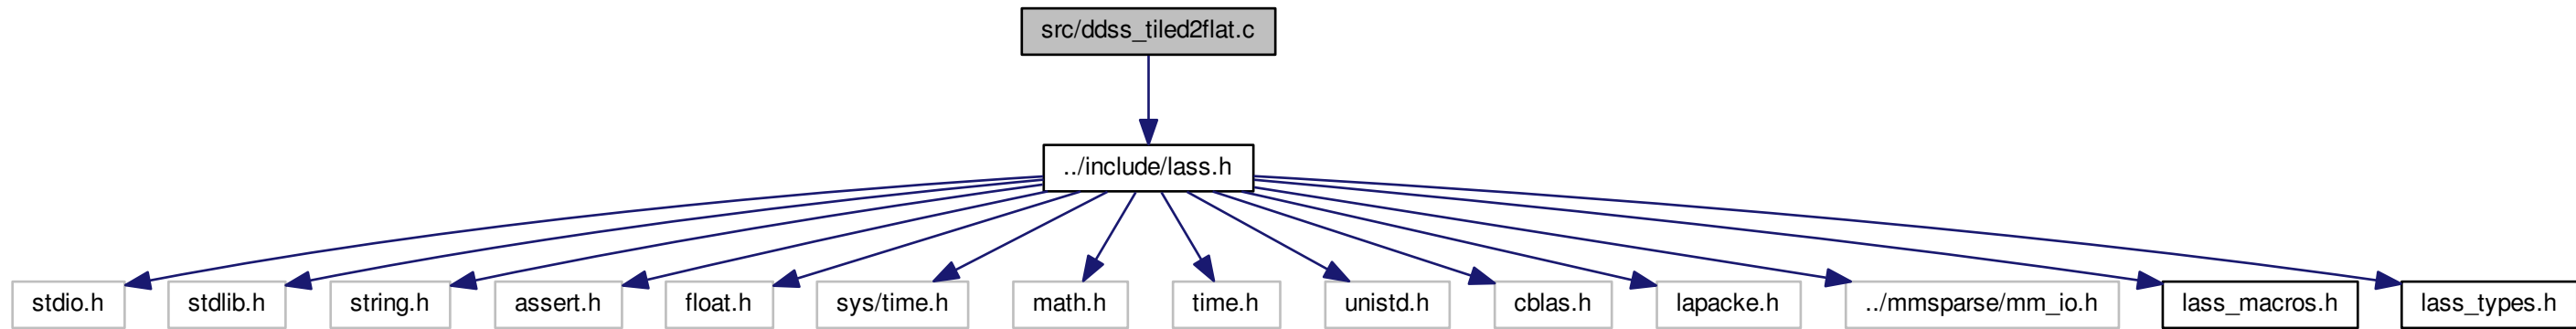 src/ddss_tiled2flat.c
../include/lass.h
stdio.h
stdlib.h
string.h
assert.h
float.h
sys/time.h
math.h
time.h
unistd.h
cblas.h
lapacke.h
../mmsparse/mm_io.h
lass_macros.h
lass_types.h